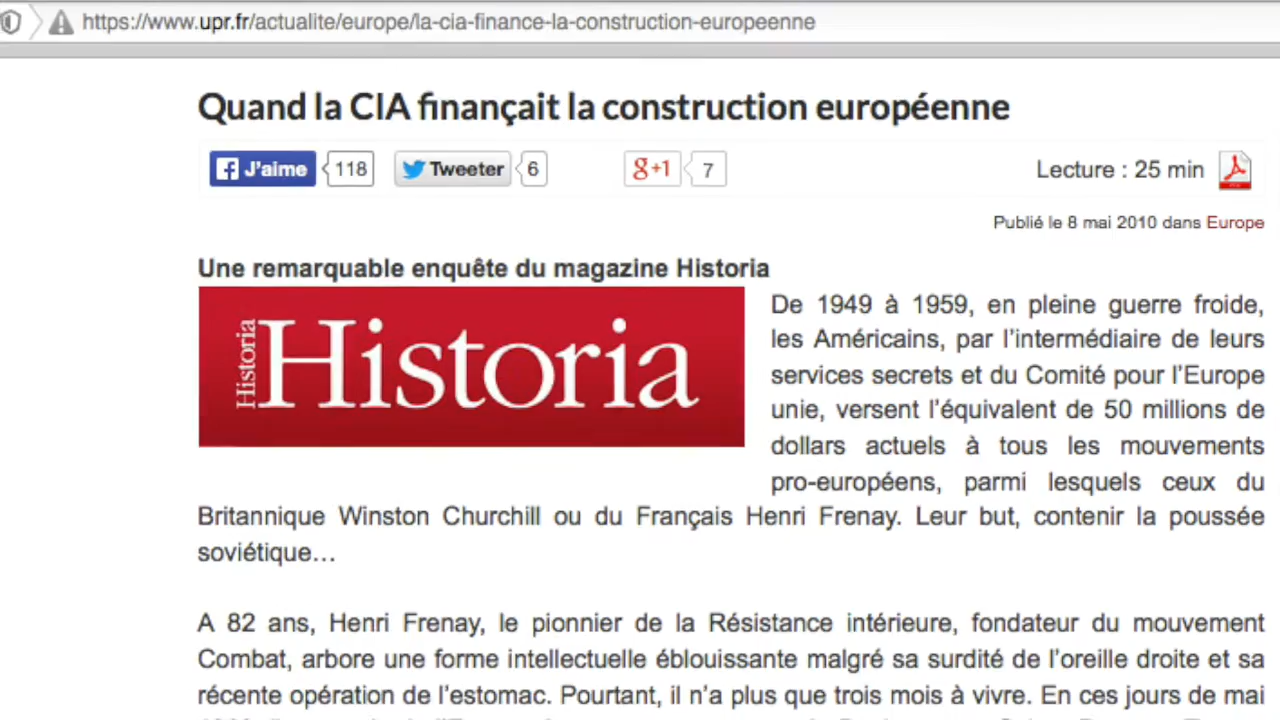 https://www.upr.fr/actualite/europe/la-cia-finance-la-construction-europeenne
Quand la CIA finançait la construction européenne
J'aime 118 Tweeter 6 g+1 7 Lecture : 25 min
Publié le 8 mai 2010 dans Europe
Une remarquable enquête du magazine Historia
Historia Historia
De 1949 à 1959, en pleine guerre froide,
les Américains, par l'intermédiaire de leurs
services secrets et du Comité pour l'Europe
unie, versent l'équivalent de 50 millions de
dollars actuels à tous les mouvements
pro-européens, parmi lesquels ceux du
Britannique Winston Churchill ou du Français Henri Frenay. Leur but, contenir la poussée
soviétique…
A 82 ans, Henri Frenay, le pionnier de la Résistance intérieure, fondateur du mouvement
Combat, arbore une forme intellectuelle éblouissante malgré sa surdité de l'oreille droite et sa
récente opération de l'estomac. Pourtant, il n'a plus que trois mois à vivre. En ces jours de mai